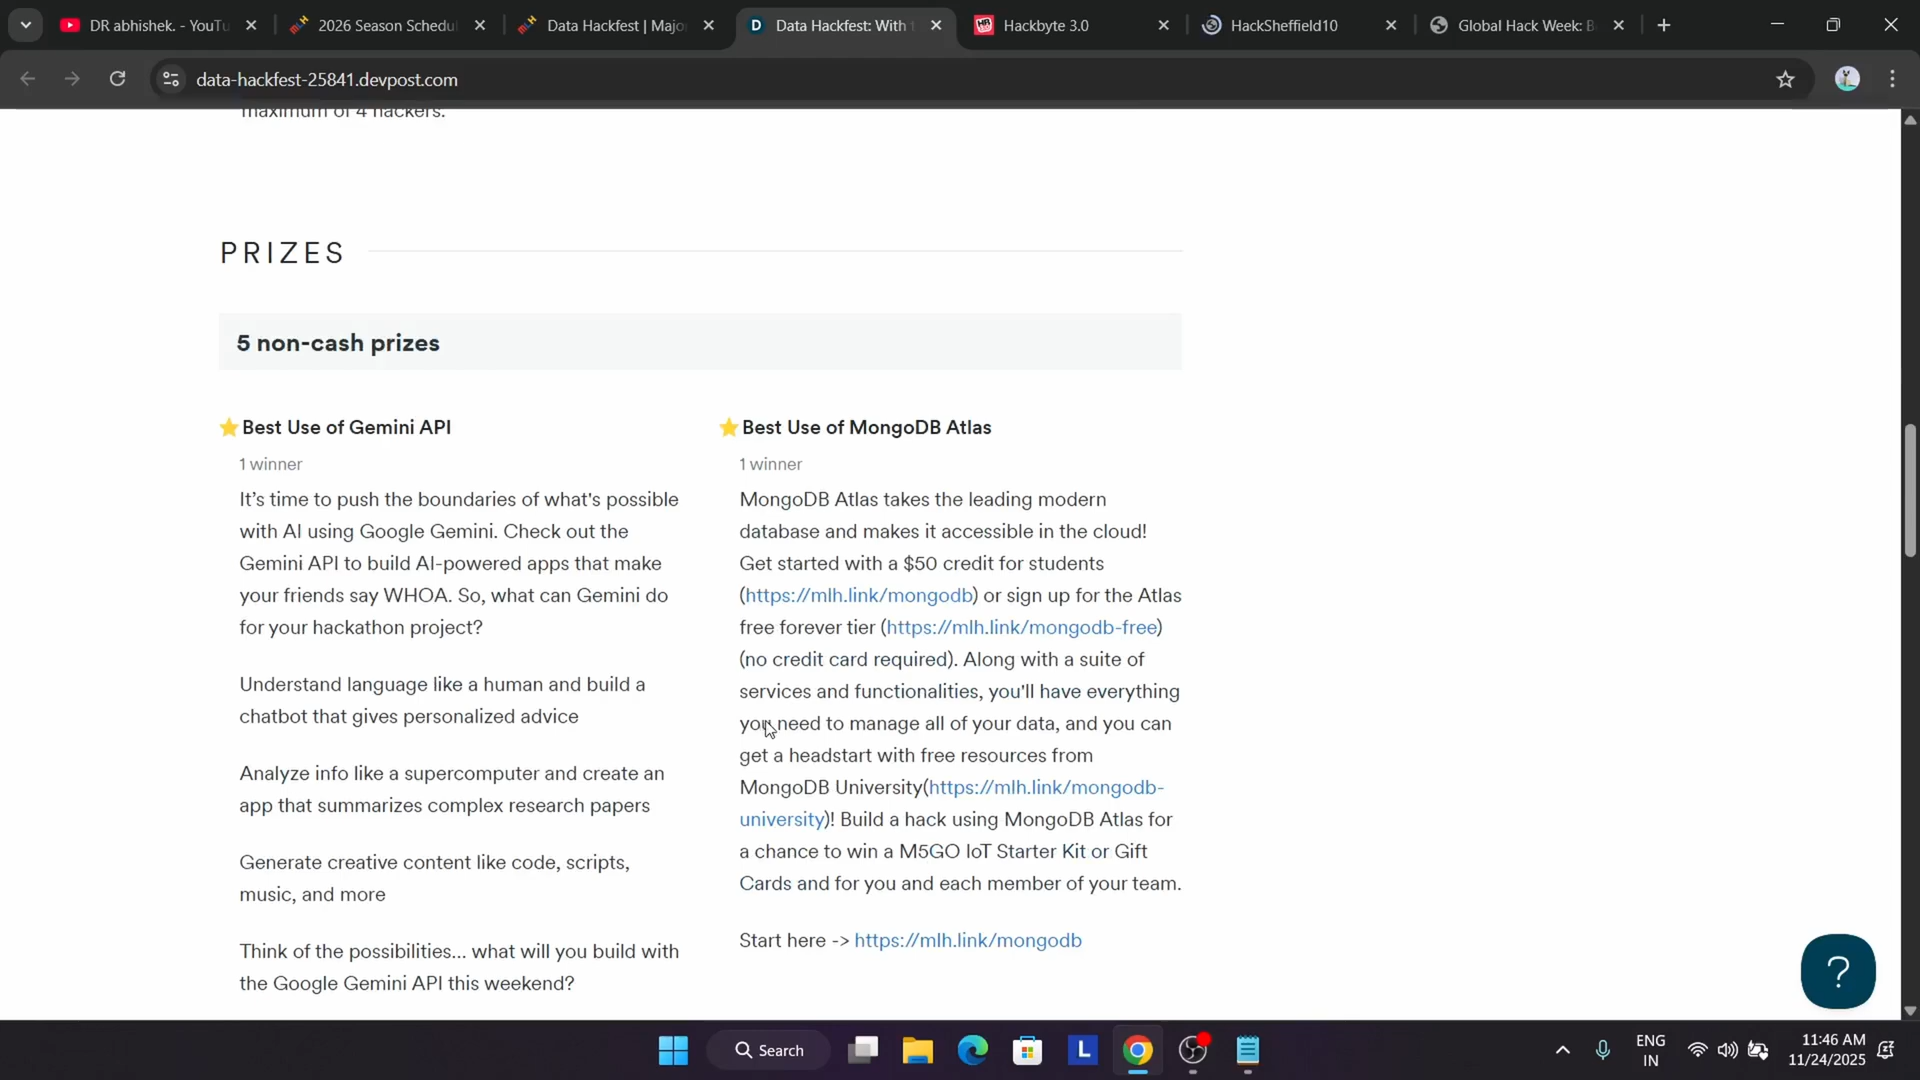 DR abhishek. - YouTu
2026 Season Schedul
Data Hackfest | Majo
D
Data Hackfest: With t
Hackbyte 3.0
HackSheffield10
Global Hack Week: B
data-hackfest-25841.devpost.com
maximum of 4 hackers.
PRIZES
5 non-cash prizes
Best Use of Gemini API
1 winner
It’s time to push the boundaries of what's possible
with AI using Google Gemini. Check out the
Gemini API to build AI-powered apps that make
your friends say WHOA. So, what can Gemini do
for your hackathon project?
Understand language like a human and build a
chatbot that gives personalized advice
Analyze info like a supercomputer and create an
app that summarizes complex research papers
Generate creative content like code, scripts,
music, and more
Think of the possibilities... what will you build with
the Google Gemini API this weekend?
Best Use of MongoDB Atlas
1 winner
MongoDB Atlas takes the leading modern
database and makes it accessible in the cloud!
Get started with a $50 credit for students
(https://mlh.link/mongodb) or sign up for the Atlas
free forever tier (https://mlh.link/mongodb-free)
(no credit card required). Along with a suite of
services and functionalities, you'll have everything
you need to manage all of your data, and you can
get a headstart with free resources from
MongoDB University(https://mlh.link/mongodb-
university)! Build a hack using MongoDB Atlas for
a chance to win a M5GO IoT Starter Kit or Gift
Cards and for you and each member of your team.
Start here -> https://mlh.link/mongodb
?
Search
L
ENG
IN
11:46 AM
11/24/2025